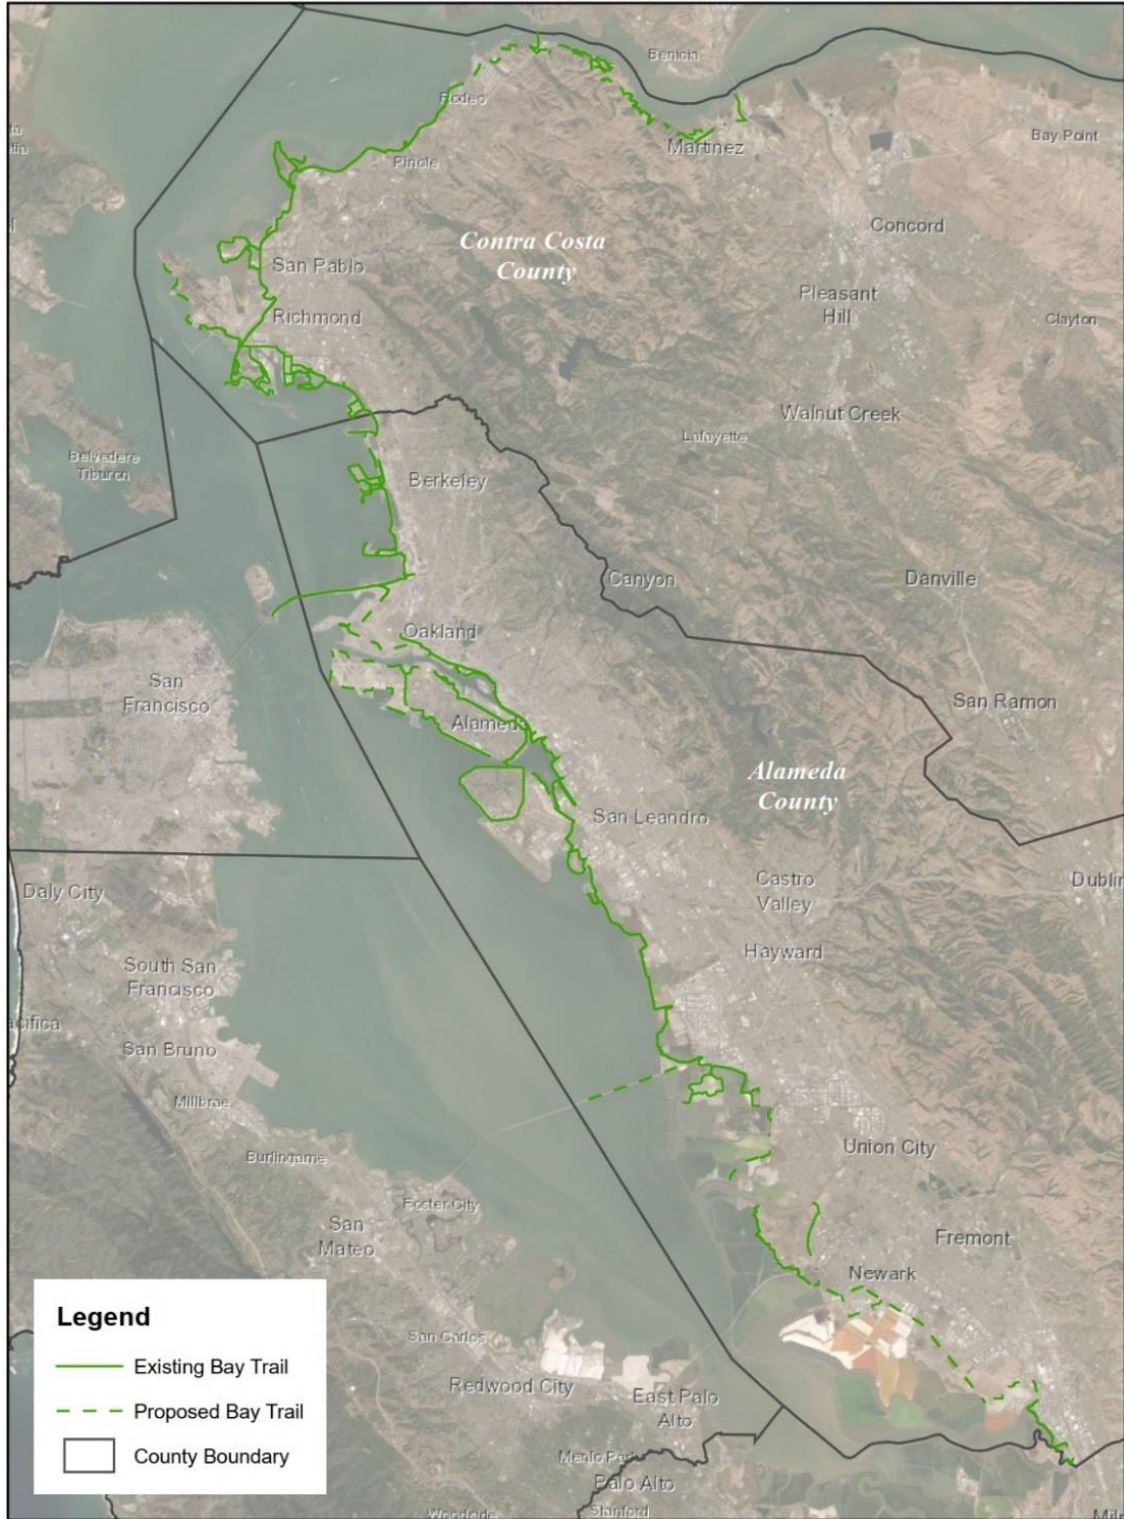 Benicia
Rodeo
Bay Point
Martinez
Pinole
Concord
Contra Costa
County
San Pablo
Pleasant
Hill
Richmond
Clayton
Walnut Creek
Lafayette
Belvedere
Tiburon
Berkeley
Canyon
Danville
Oakland
San
Francisco
San Ramon
Alameda
Alameda
County
San Leandro
Daly City
Castro
Valley
Dublin
Hayward
South San
Francisco
acifica
San Bruno
Millbrae
Union City
Burlingame
Foster City
San
Mateo
Fremont
Newark
Legend
Existing Bay Trail
Proposed Bay Trail
County Boundary
San Carlos
Redwood City
East Palo
Alto
Menlo Park
Palo Alto
Stanford
Woodside